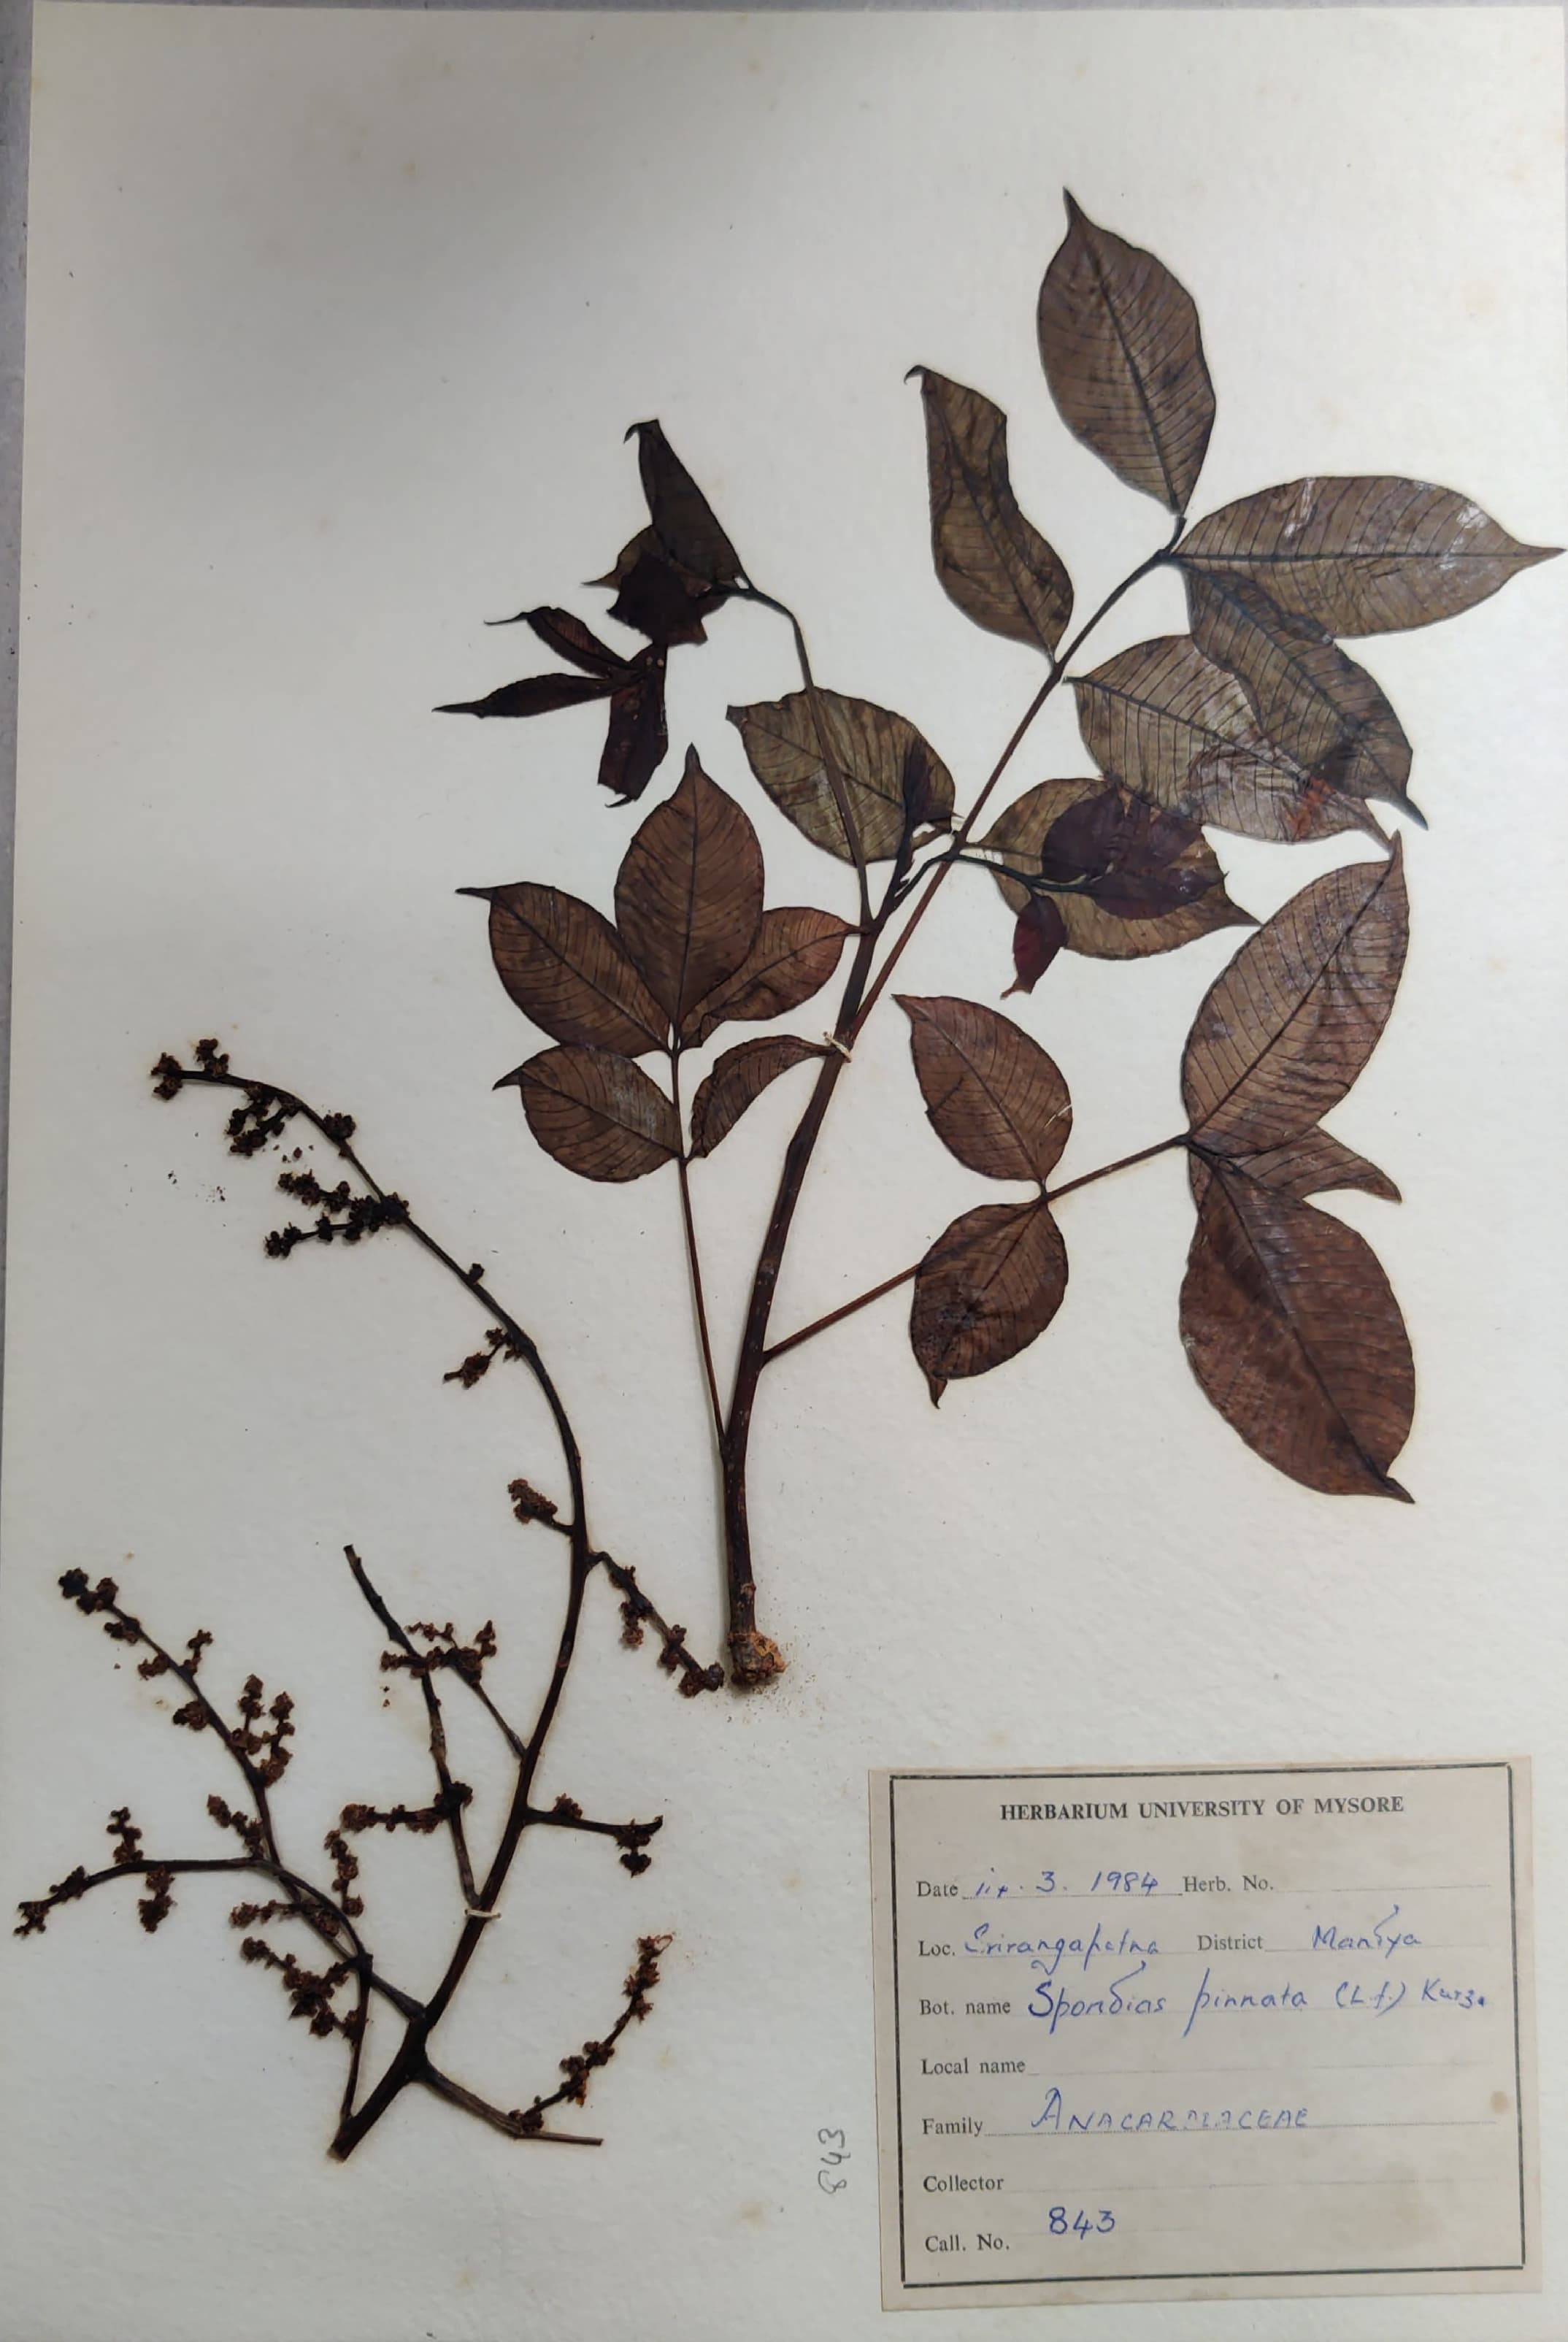 HERBARIUM UNIVERSITY OF MYSORE
Date 3. 1984 Herb. No.
Loc. Srirangapatna District Mandya
Bot. name Spondias pinnata (L.f.) Kurz.
Local name
Family ANACARDIACEAE
Collector
Call. No. 843
843